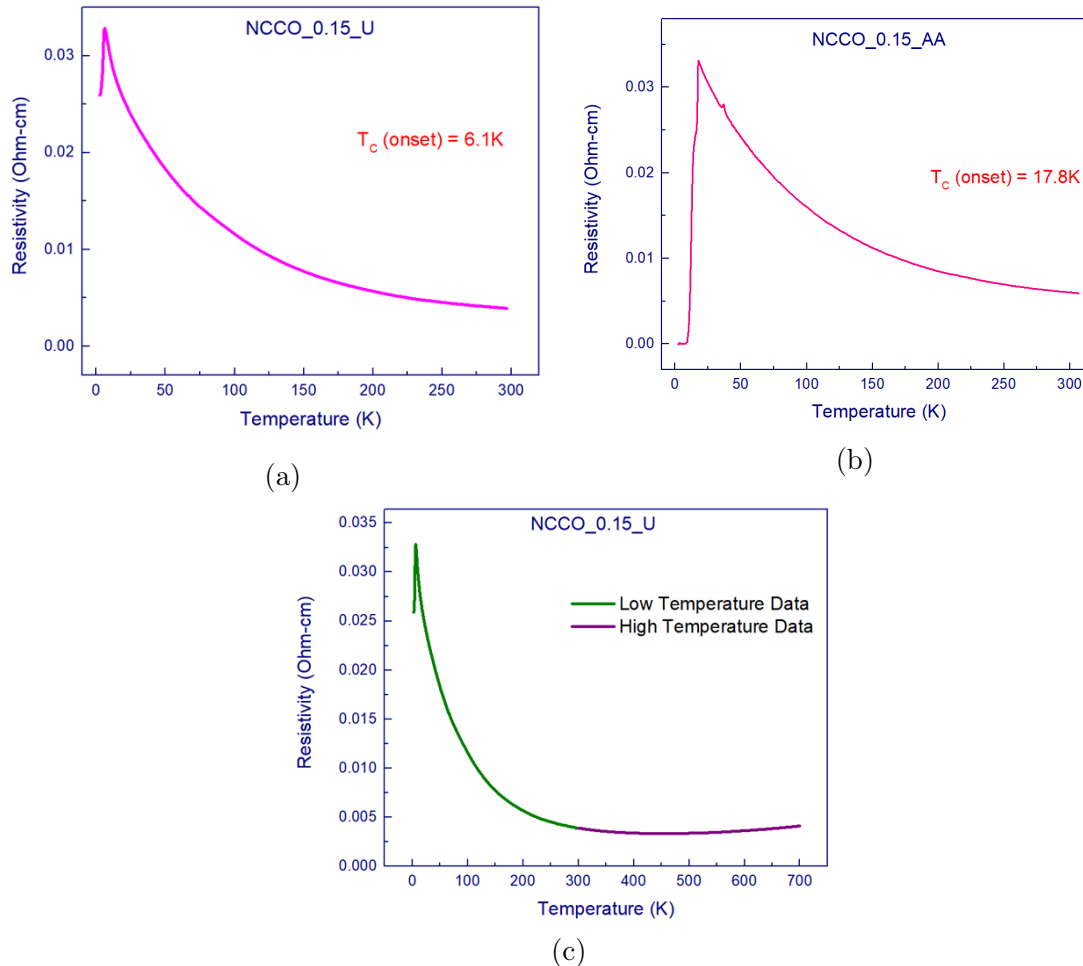 NCCO_0.15_U
T_C (onset) = 6.1K
Resistivity (Ohm-cm)
0.03
0.02
0.01
0.00
0 50 100 150 200 250 300
Temperature (K)
(a)
NCCO_0.15_AA
T_C (onset) = 17.8K
Resistivity (Ohm-cm)
0.03
0.02
0.01
0.00
0 50 100 150 200 250 300
Temperature (K)
(b)
NCCO_0.15_U
Low Temperature Data
High Temperature Data
Resistivity (Ohm-cm)
0.035
0.030
0.025
0.020
0.015
0.010
0.005
0.000
0 100 200 300 400 500 600 700
Temperature (K)
(c)